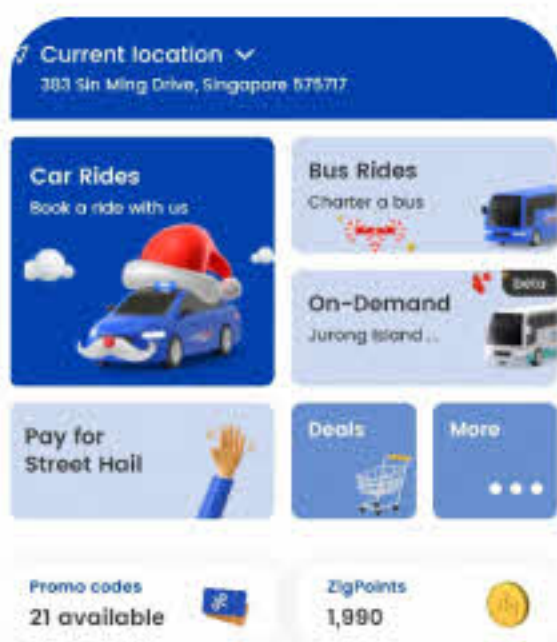 Current location
383 Sin Ming Drive, Singapore 575717
Car Rides
Book a ride with us
Bus Rides
Charter a bus
beta
On-Demand
Jurong Island ..
Pay for
Street Hail
Deals
More
Promo codes
21 available
ZigPoints
1,990